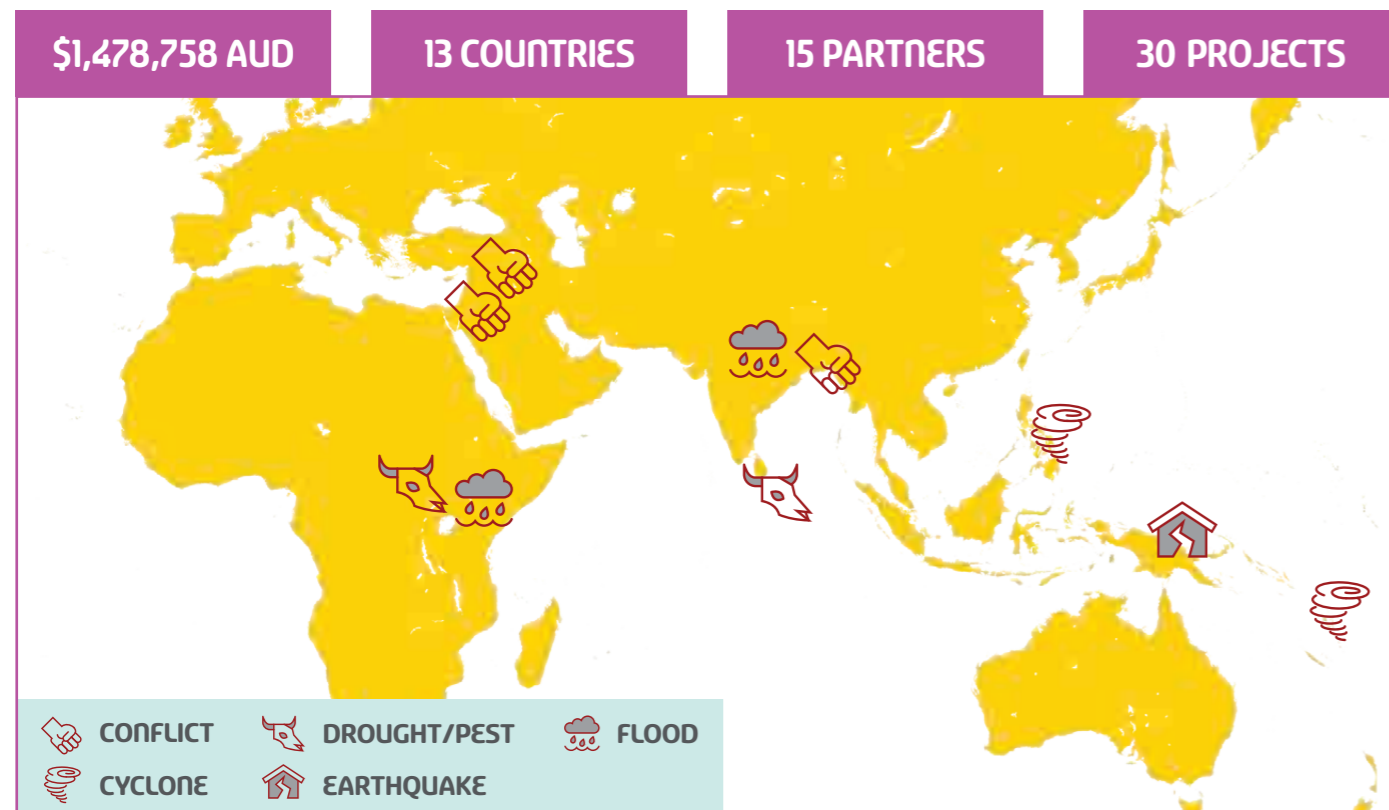 $1,478,758 AUD
13 COUNTRIES
15 PARTNERS
30 PROJECTS
CONFLICT
DROUGHT/PEST
FLOOD
CYCLONE
EARTHQUAKE